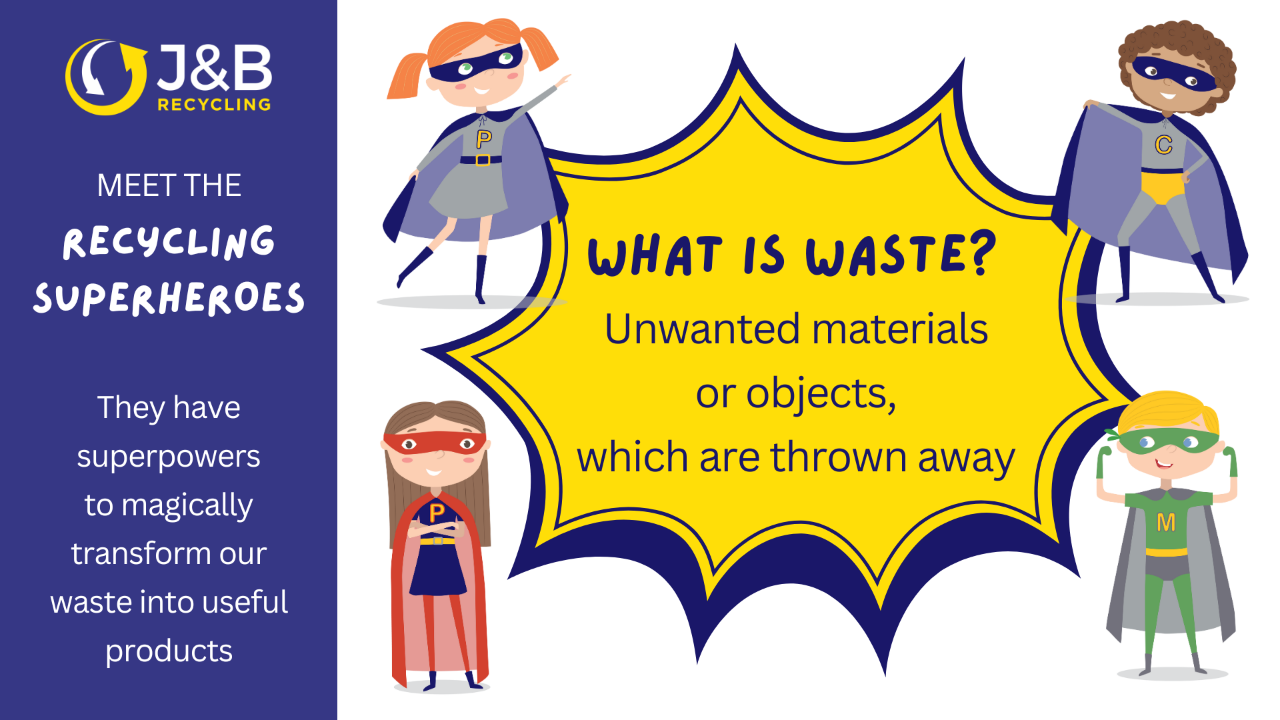 J&B
RECYCLING
MEET THE
RECYCLING
SUPERHEROES
They have
superpowers
to magically
transform our
waste into useful
products
P
C
WHAT IS WASTE?
Unwanted materials
or objects,
which are thrown away
P
M